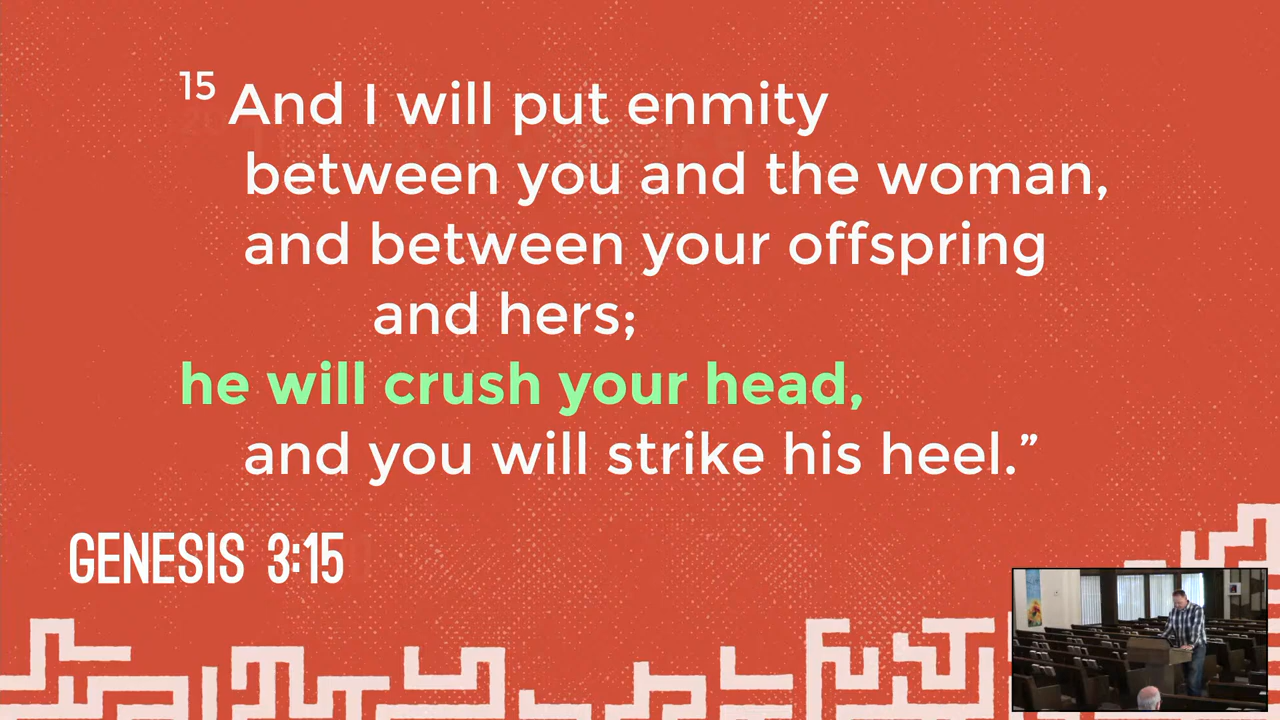 15 And I will put enmity
between you and the woman,
and between your offspring
and hers;
he will crush your head,
and you will strike his heel.”
GENESIS 3:15